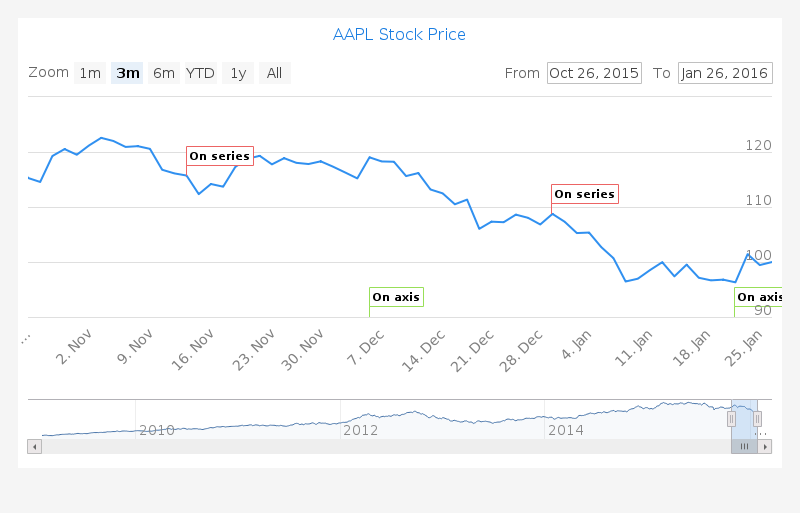 AAPL Stock Price
Zoom 1m 3m 6m YTD 1y All From Oct 26, 2015 To Jan 26, 2016
120
On series
On series
110
100
On axis
On axis
90
... 2. Nov 9. Nov 16. Nov 23. Nov 30. Nov 7. Dec 14. Dec 21. Dec 28. Dec 4. Jan 11. Jan 18. Jan 25. Jan
2010 2012 2014 ...